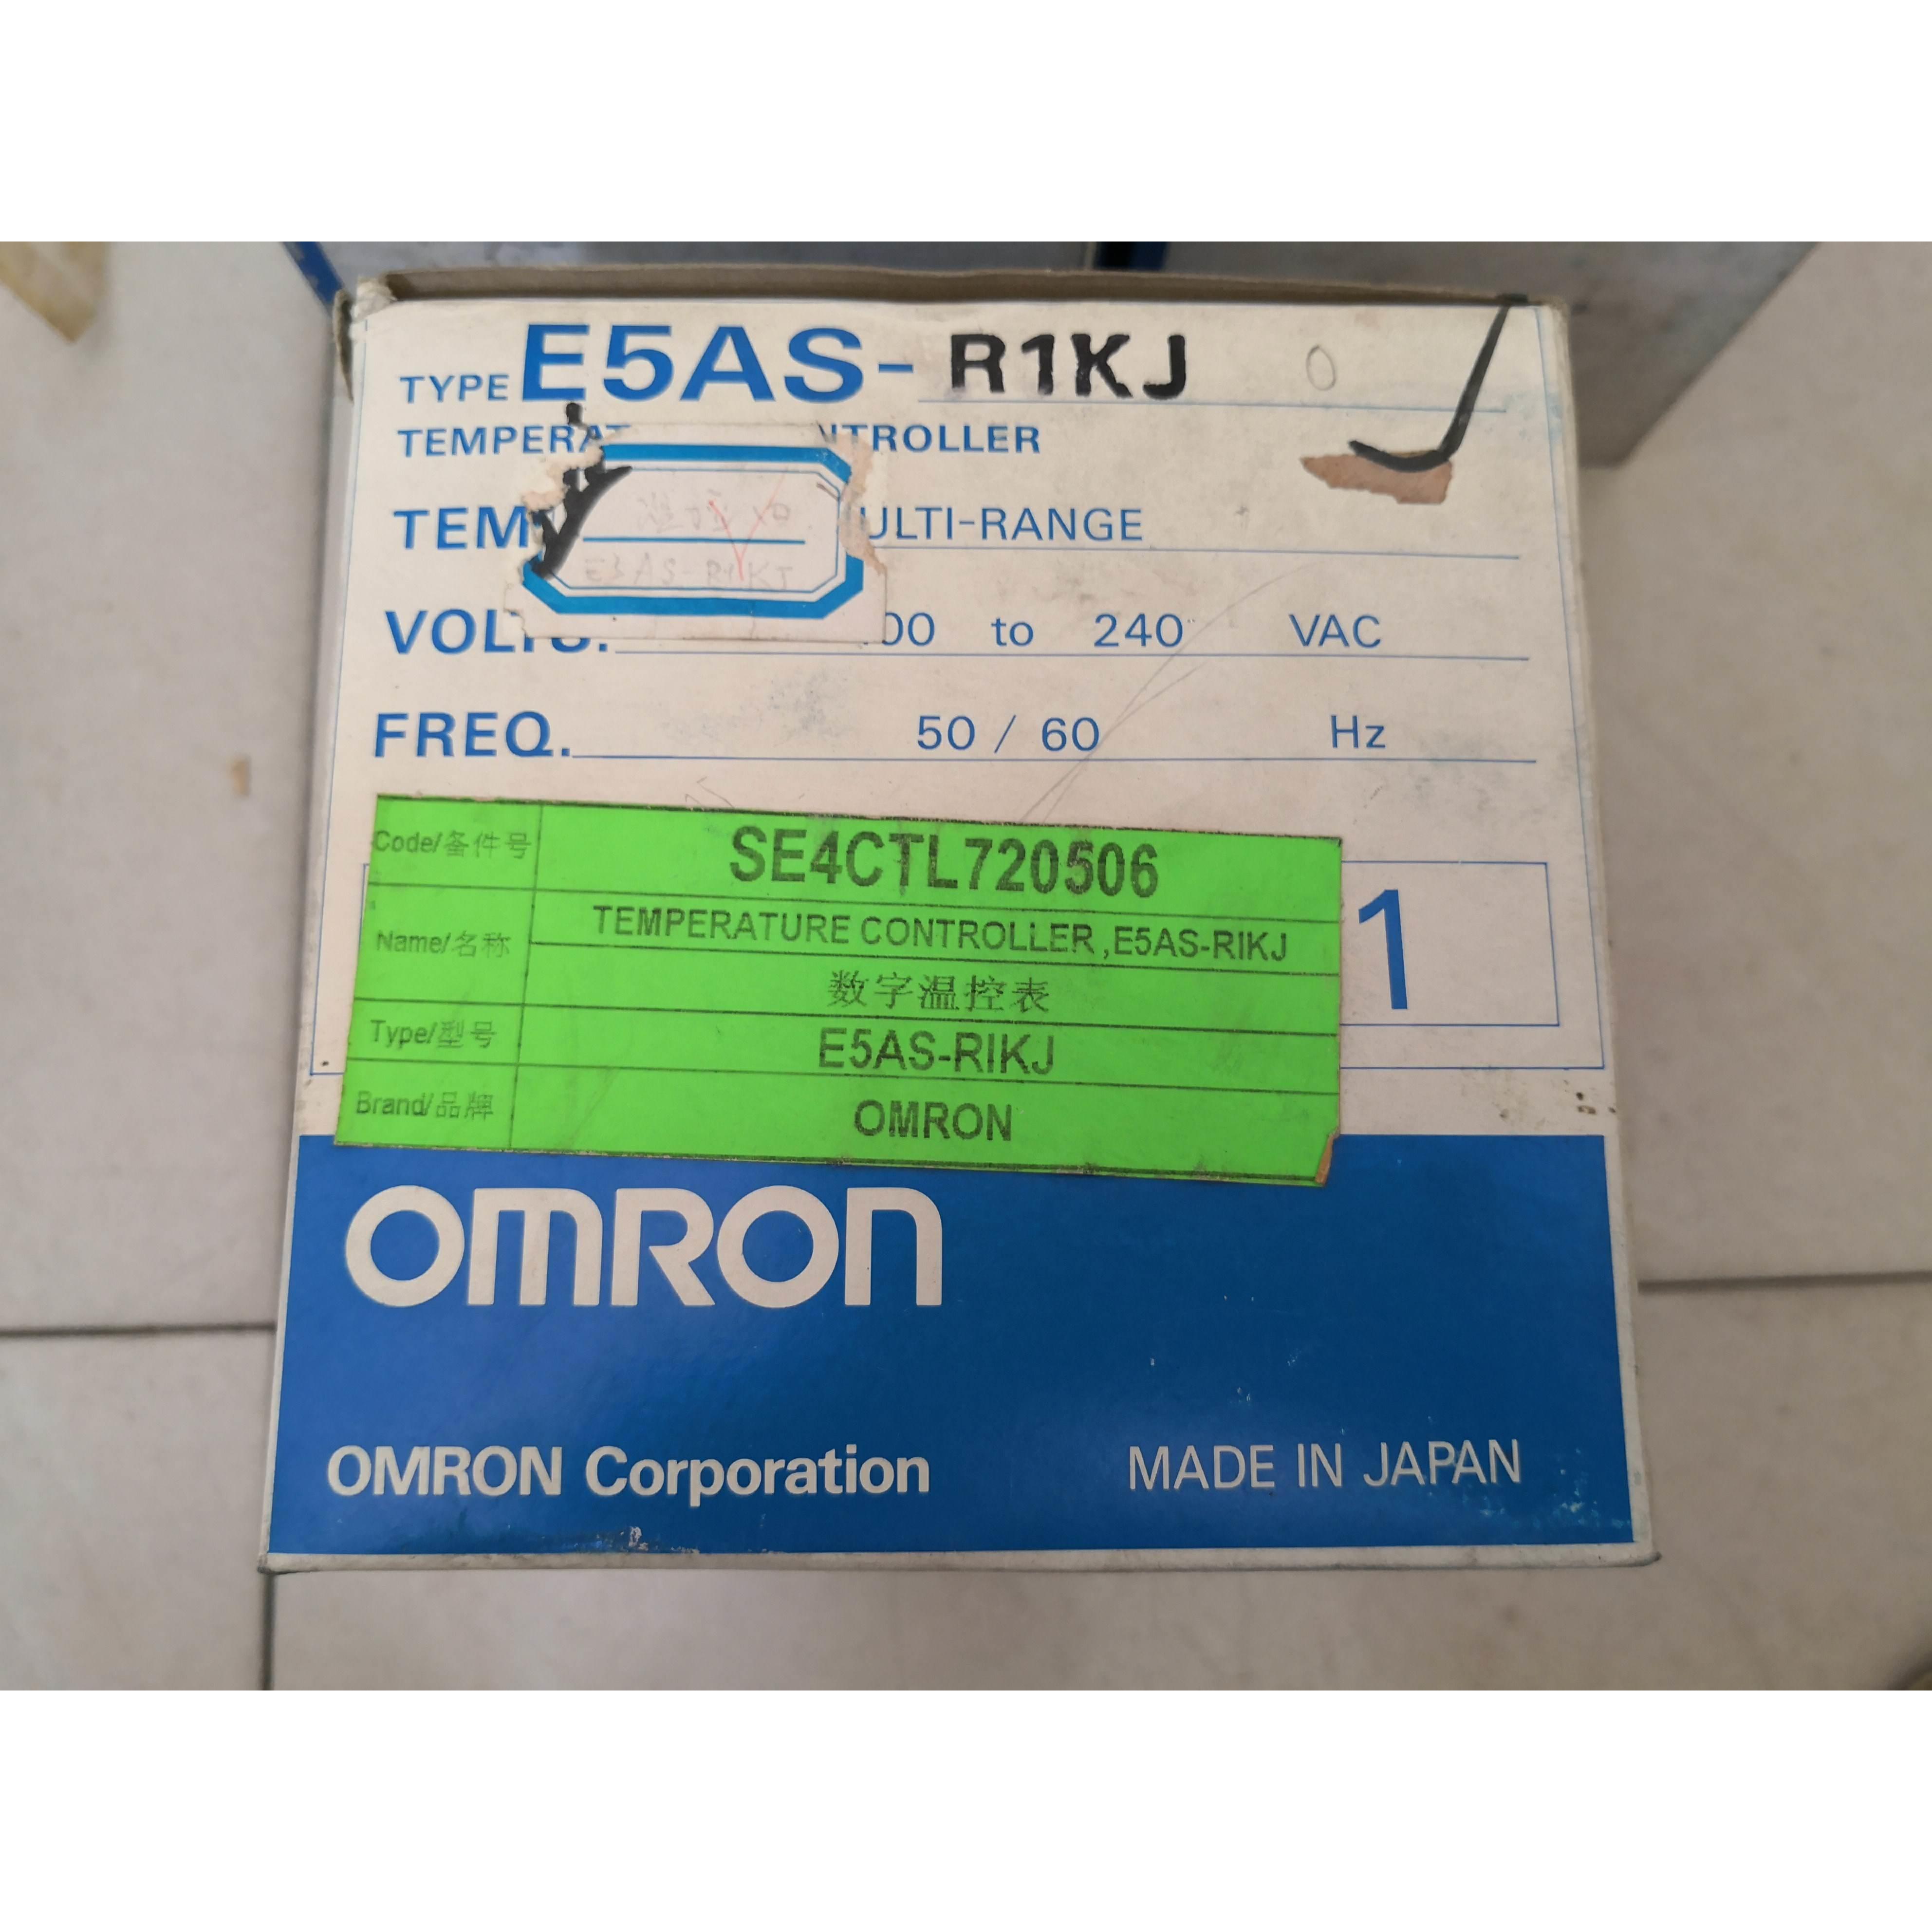 TYPE E5AS- R1KJ 0
TEMPERAT NTROLLER
TEM ULTI-RANGE
E5AS-R1KJ
VOLTS. 00 to 240 VAC
FREQ. 50 / 60 Hz
Code/备件号 SE4CTL720506
Name/名称 TEMPERATURE CONTROLLER,E5AS-RIKJ
数字温控表
Type/型号 E5AS-RIKJ
Brand/品牌 OMRON
1
OMRON
OMRON Corporation MADE IN JAPAN